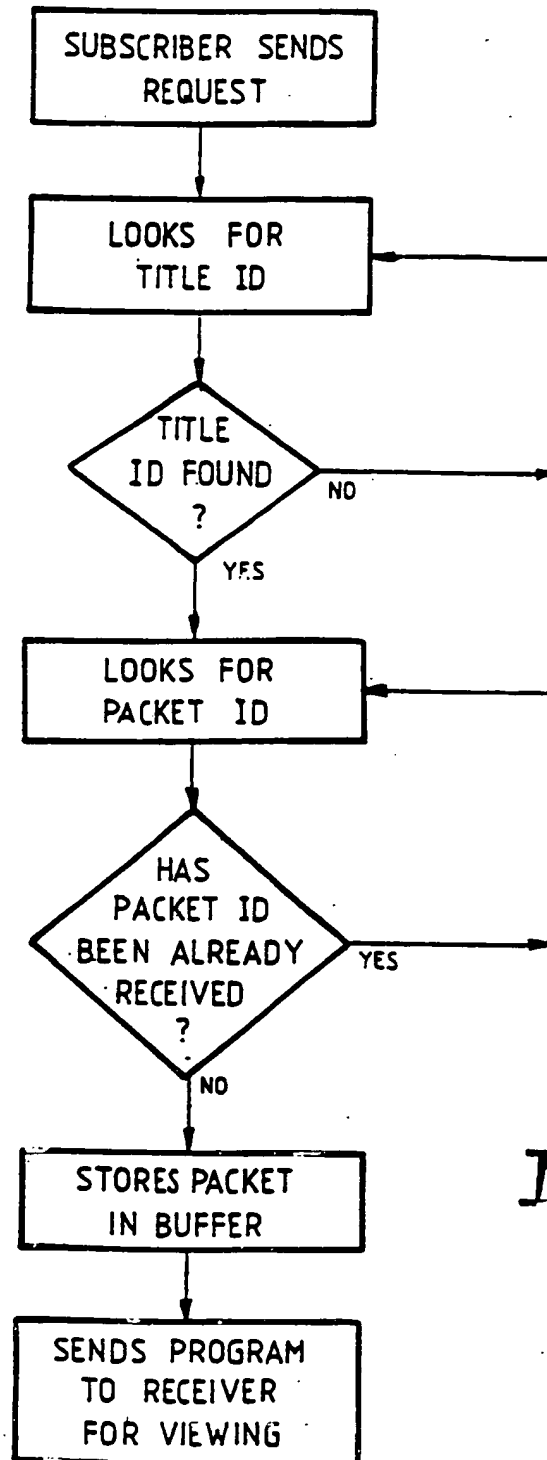 SUBSCRIBER SENDS
REQUEST
LOOKS FOR
TITLE ID
TITLE
ID FOUND
?
NO
YES
LOOKS FOR
PACKET ID
HAS
PACKET ID
BEEN ALREADY
RECEIVED
?
YES
NO
STORES PACKET
IN BUFFER
SENDS PROGRAM
TO RECEIVER
FOR VIEWING